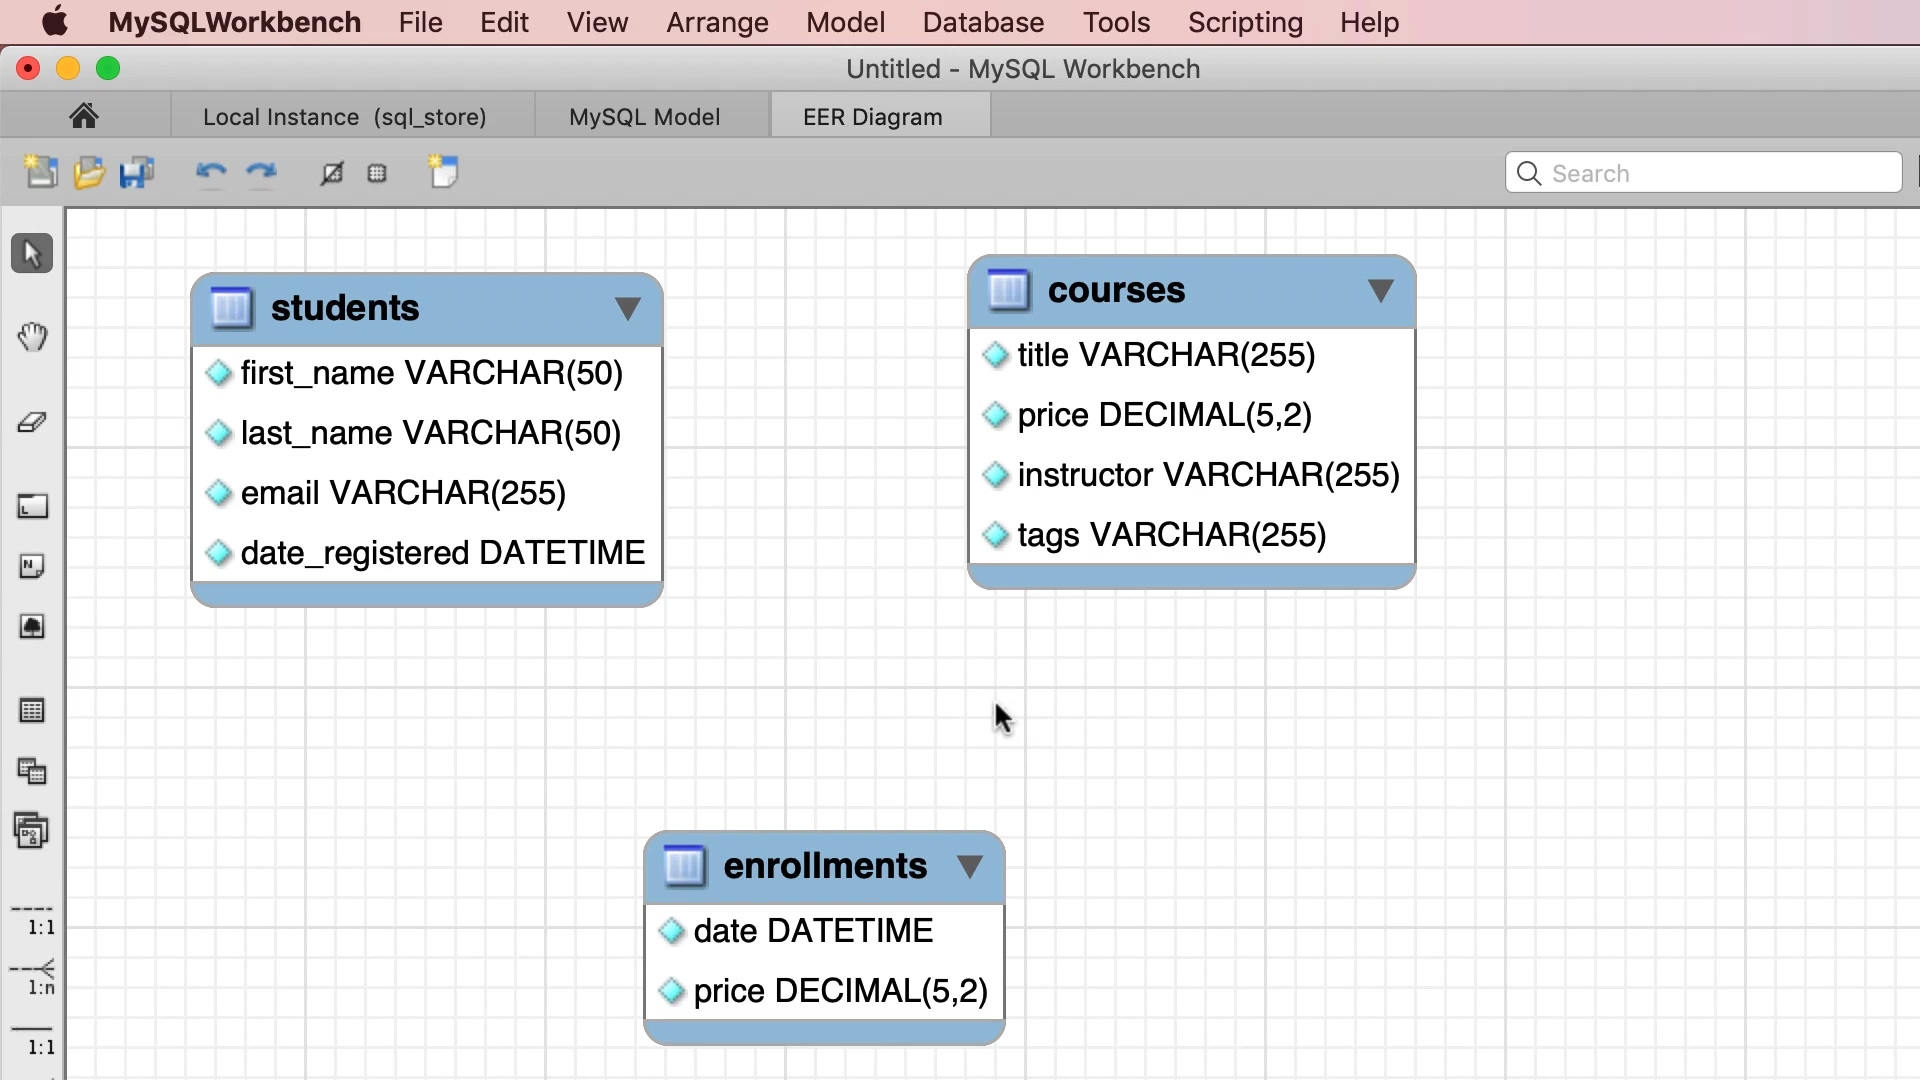 MySQLWorkbench File Edit View Arrange Model Database Tools Scripting Help
Untitled - MySQL Workbench
Local Instance (sql_store) MySQL Model EER Diagram
Search
students
first_name VARCHAR(50)
last_name VARCHAR(50)
email VARCHAR(255)
date_registered DATETIME
courses
title VARCHAR(255)
price DECIMAL(5,2)
instructor VARCHAR(255)
tags VARCHAR(255)
enrollments
date DATETIME
price DECIMAL(5,2)
1:1
1:n
1:1